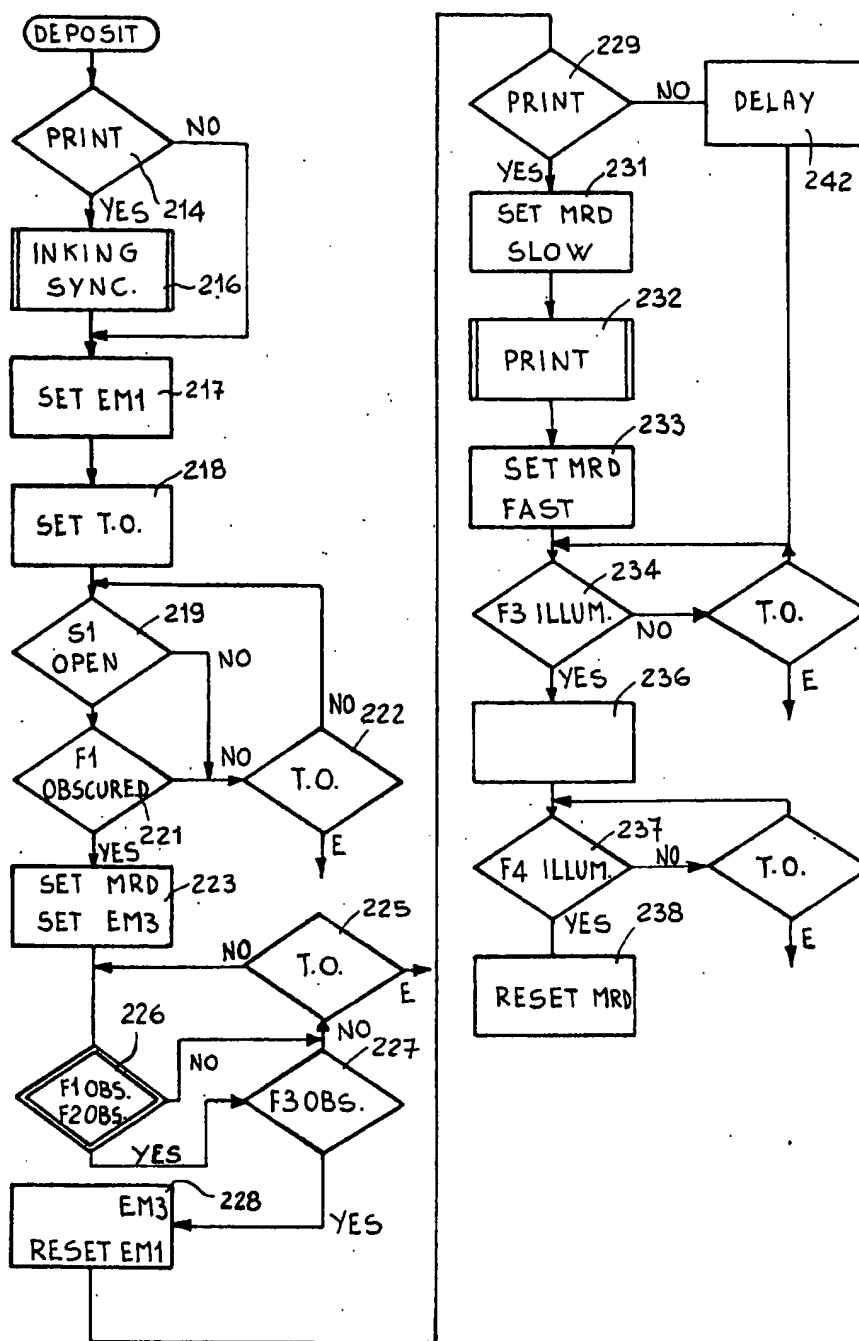 DEPOSIT
PRINT
NO
214
YES
INKING
SYNC.
216
SET EM1
217
218
SET T.O.
219
S1
OPEN
NO
NO
222
F1
OBSCURED
NO
T.O.
221
YES
E
SET MRD
SET EM3
223
225
NO
T.O.
E
226
NO
NO
227
F1 OBS.
F2 OBS.
F3 OBS.
YES
EM3
228
YES
RESET EM1
229
PRINT
NO
DELAY
242
YES
231
SET MRD
SLOW
232
PRINT
233
SET MRD
FAST
234
F3 ILLUM.
NO
T.O.
YES
E
236
237
F4 ILLUM.
NO
T.O.
YES
E
238
RESET MRD